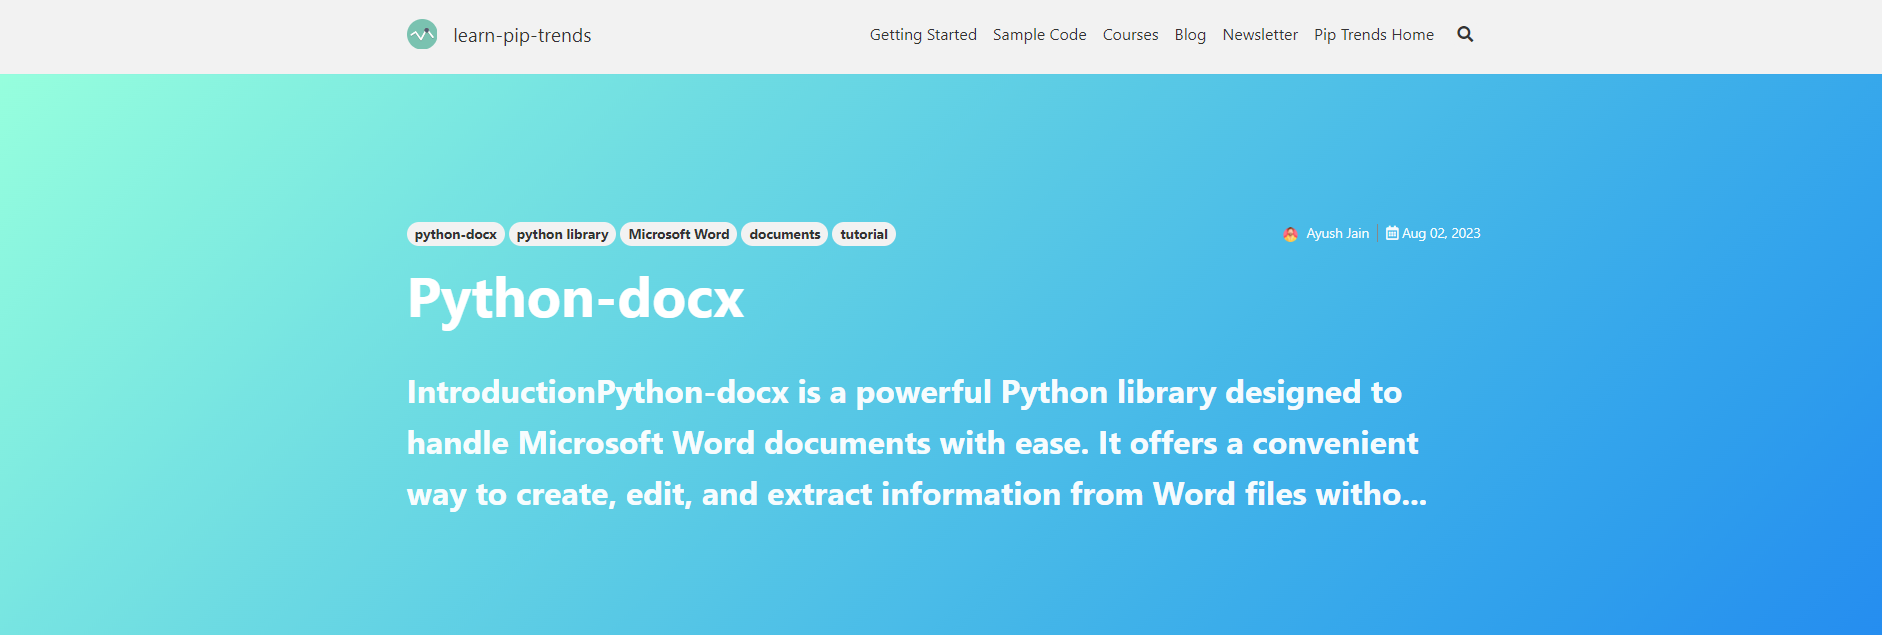 learn-pip-trends
Getting Started Sample Code Courses Blog Newsletter Pip Trends Home
python-docx python library Microsoft Word documents tutorial
Ayush Jain Aug 02, 2023
Python-docx
IntroductionPython-docx is a powerful Python library designed to
handle Microsoft Word documents with ease. It offers a convenient
way to create, edit, and extract information from Word files witho...